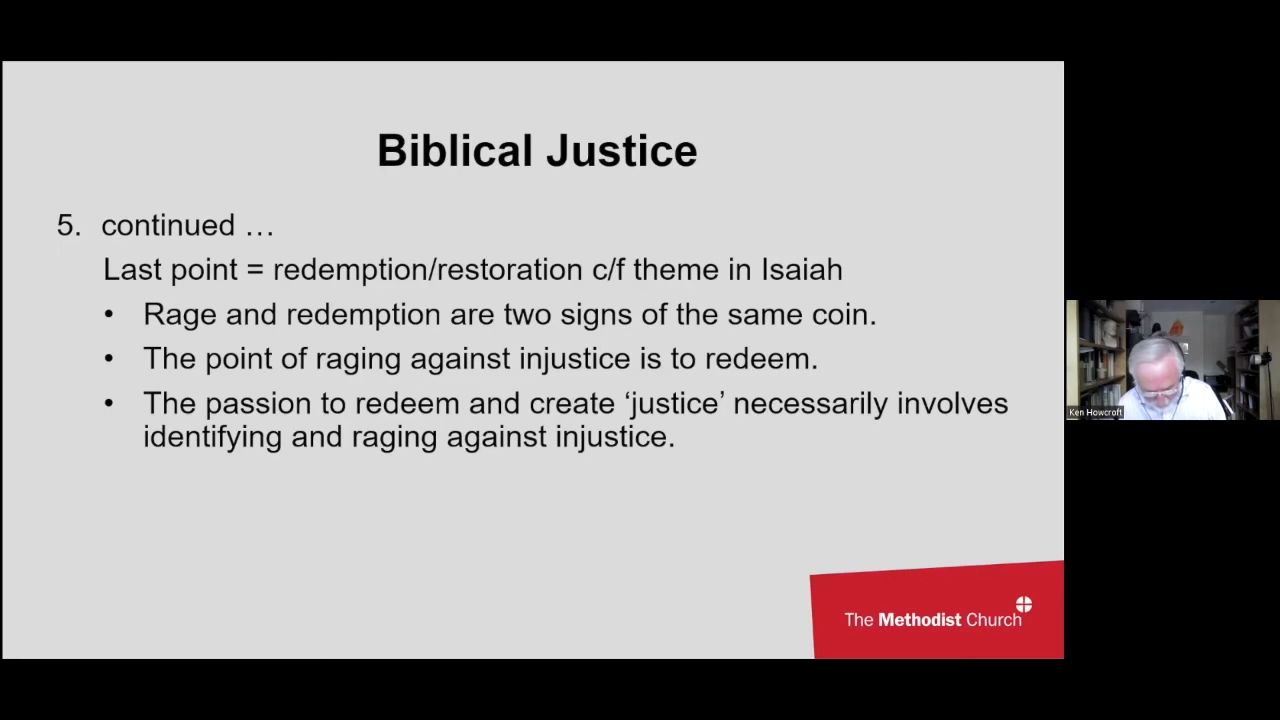 Biblical Justice
5. continued …
Last point = redemption/restoration c/f theme in Isaiah
• Rage and redemption are two signs of the same coin.
• The point of raging against injustice is to redeem.
• The passion to redeem and create ‘justice’ necessarily involves
identifying and raging against injustice.
The Methodist Church
Ken Howcroft